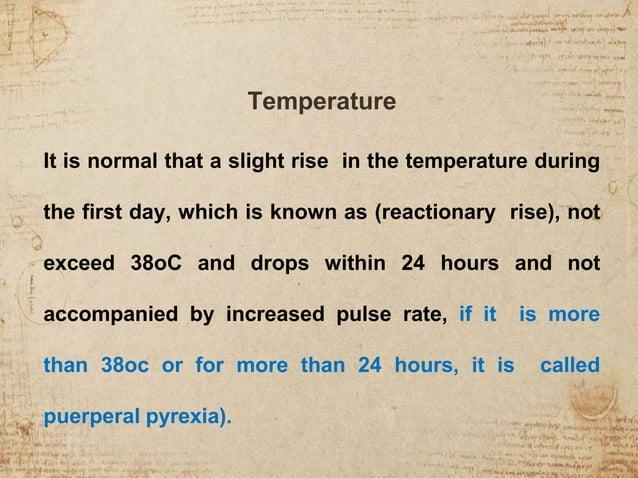 Temperature
It is normal that a slight rise in the temperature during
the first day, which is known as (reactionary rise), not
exceed 38oC and drops within 24 hours and not
accompanied by increased pulse rate, if it is more
than 38oc or for more than 24 hours, it is called
puerperal pyrexia).